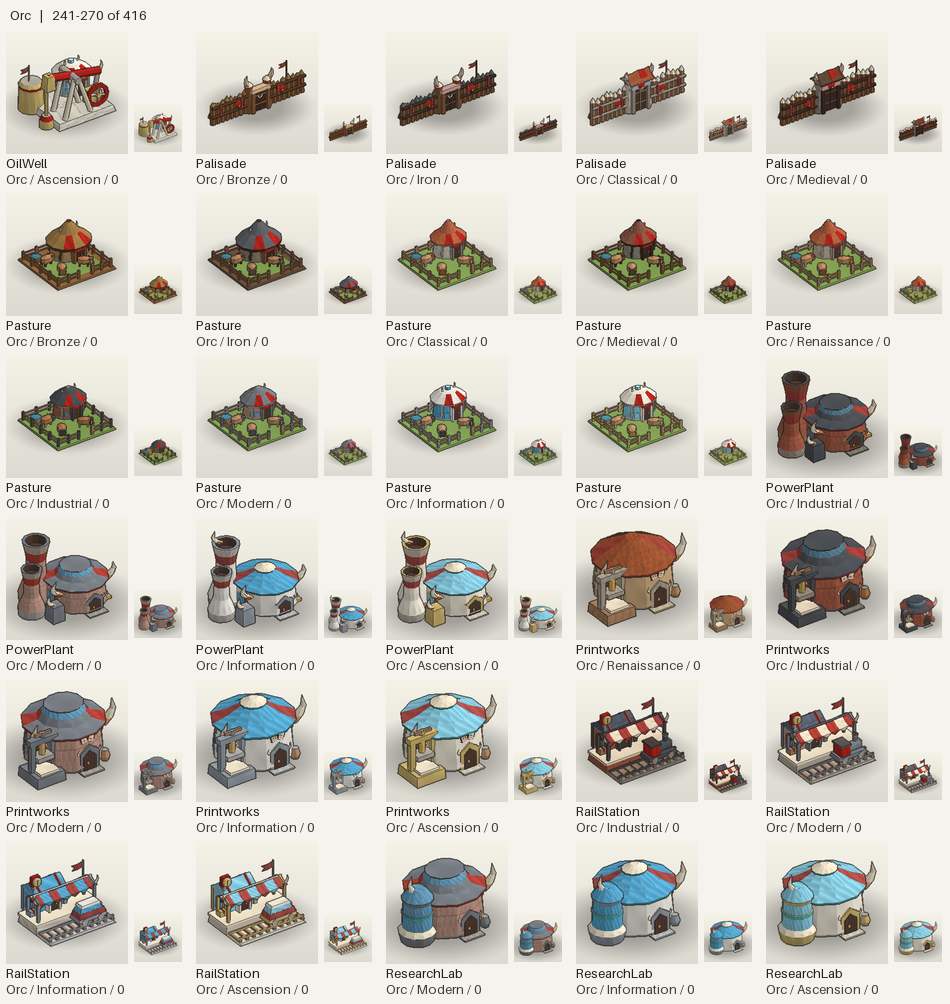 Orc | 241-270 of 416
OilWell
Orc / Ascension / 0
Palisade
Orc / Bronze / 0
Palisade
Orc / Iron / 0
Palisade
Orc / Classical / 0
Palisade
Orc / Medieval / 0
Pasture
Orc / Bronze / 0
Pasture
Orc / Iron / 0
Pasture
Orc / Classical / 0
Pasture
Orc / Medieval / 0
Pasture
Orc / Renaissance / 0
Pasture
Orc / Industrial / 0
Pasture
Orc / Modern / 0
Pasture
Orc / Information / 0
Pasture
Orc / Ascension / 0
PowerPlant
Orc / Industrial / 0
PowerPlant
Orc / Modern / 0
PowerPlant
Orc / Information / 0
PowerPlant
Orc / Ascension / 0
Printworks
Orc / Renaissance / 0
Printworks
Orc / Industrial / 0
Printworks
Orc / Modern / 0
Printworks
Orc / Information / 0
Printworks
Orc / Ascension / 0
RailStation
Orc / Industrial / 0
RailStation
Orc / Modern / 0
RailStation
Orc / Information / 0
RailStation
Orc / Ascension / 0
ResearchLab
Orc / Modern / 0
ResearchLab
Orc / Information / 0
ResearchLab
Orc / Ascension / 0